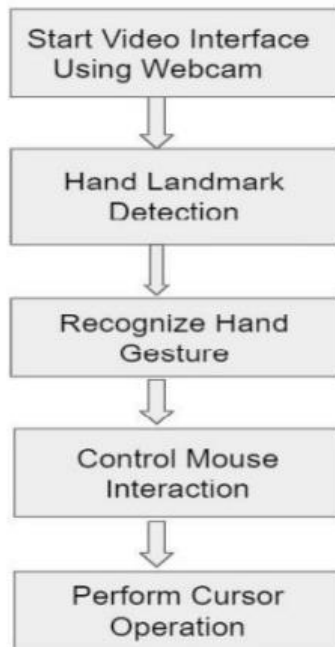 Start Video Interface
Using Webcam
Hand Landmark
Detection
Recognize Hand
Gesture
Control Mouse
Interaction
Perform Cursor
Operation